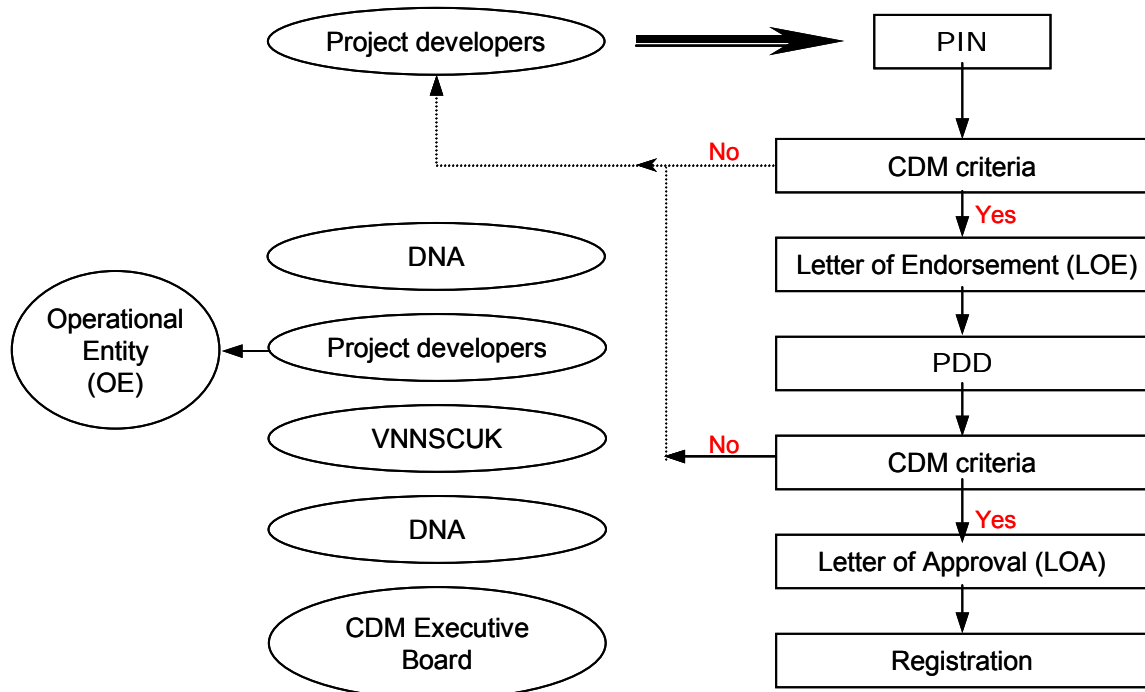 Project developers
PIN
No
CDM criteria
Yes
DNA
Letter of Endorsement (LOE)
Operational
Entity
(OE)
Project developers
PDD
VNNSCUK
No
CDM criteria
Yes
DNA
Letter of Approval (LOA)
CDM Executive
Board
Registration